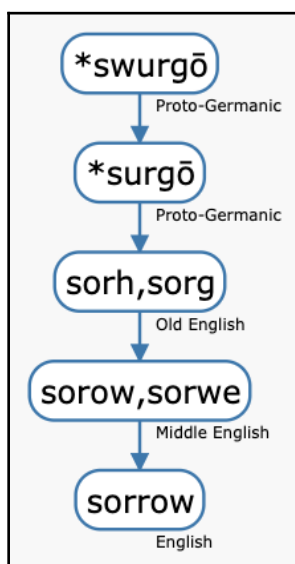 *swurgō
Proto-Germanic
*surgō
Proto-Germanic
sorh,sorg
Old English
sorow,sorwe
Middle English
sorrow
English